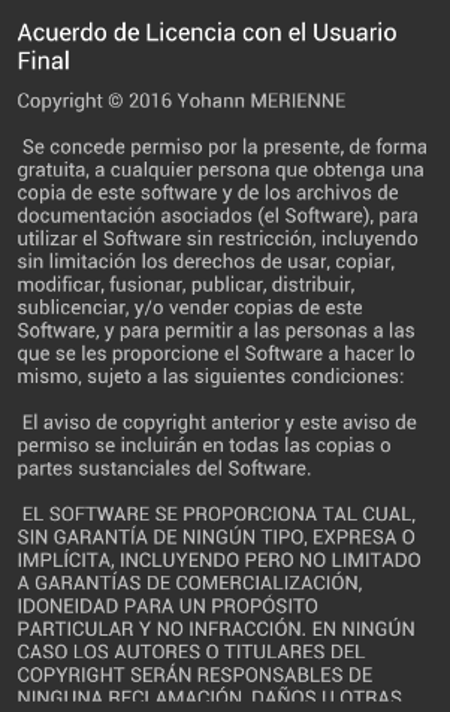 Acuerdo de Licencia con el Usuario
Final
Copyright © 2016 Yohann MERIENNE
Se concede permiso por la presente, de forma
gratuita, a cualquier persona que obtenga una
copia de este software y de los archivos de
documentación asociados (el Software), para
utilizar el Software sin restricción, incluyendo
sin limitación los derechos de usar, copiar,
modificar, fusionar, publicar, distribuir,
sublicenciar, y/o vender copias de este
Software, y para permitir a las personas a las
que se les proporcione el Software a hacer lo
mismo, sujeto a las siguientes condiciones:
El aviso de copyright anterior y este aviso de
permiso se incluirán en todas las copias o
partes sustanciales del Software.
EL SOFTWARE SE PROPORCIONA TAL CUAL,
SIN GARANTÍA DE NINGÚN TIPO, EXPRESA O
IMPLÍCITA, INCLUYENDO PERO NO LIMITADO
A GARANTÍAS DE COMERCIALIZACIÓN,
IDONEIDAD PARA UN PROPÓSITO
PARTICULAR Y NO INFRACCIÓN. EN NINGÚN
CASO LOS AUTORES O TITULARES DEL
COPYRIGHT SERÁN RESPONSABLES DE
NINGUNA RECLAMACIÓN, DAÑOS U OTRAS